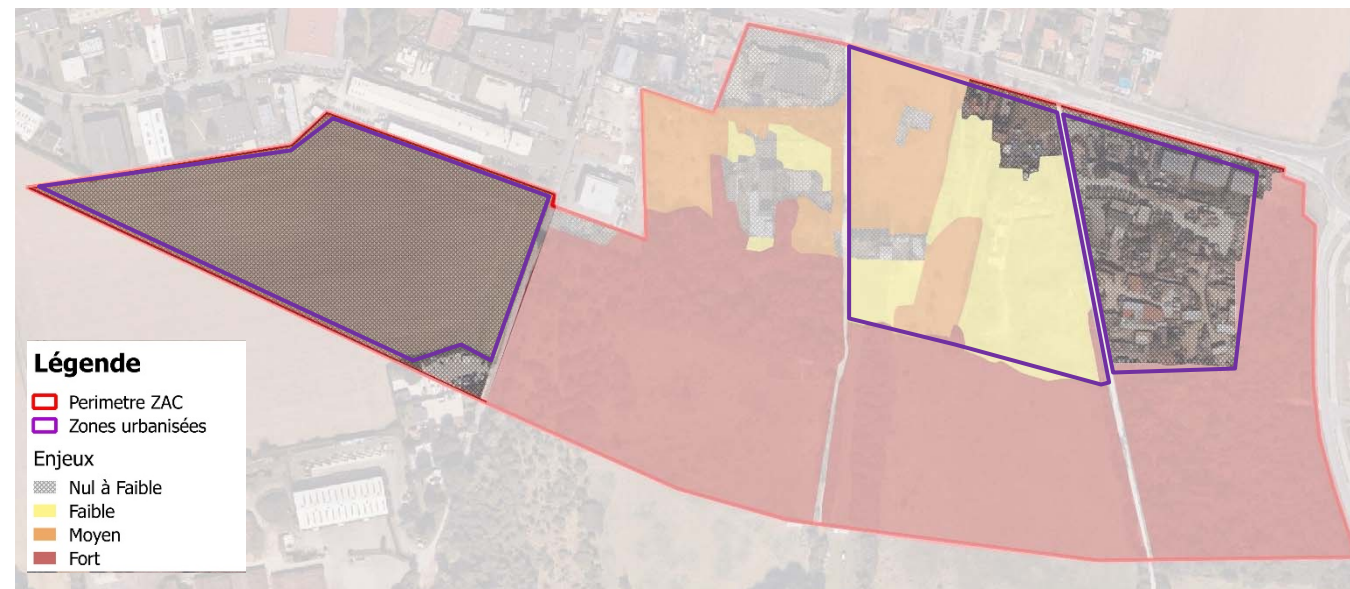 Légende
Perimetre ZAC
Zones urbanisées
Enjeux
Nul à Faible
Faible
Moyen
Fort